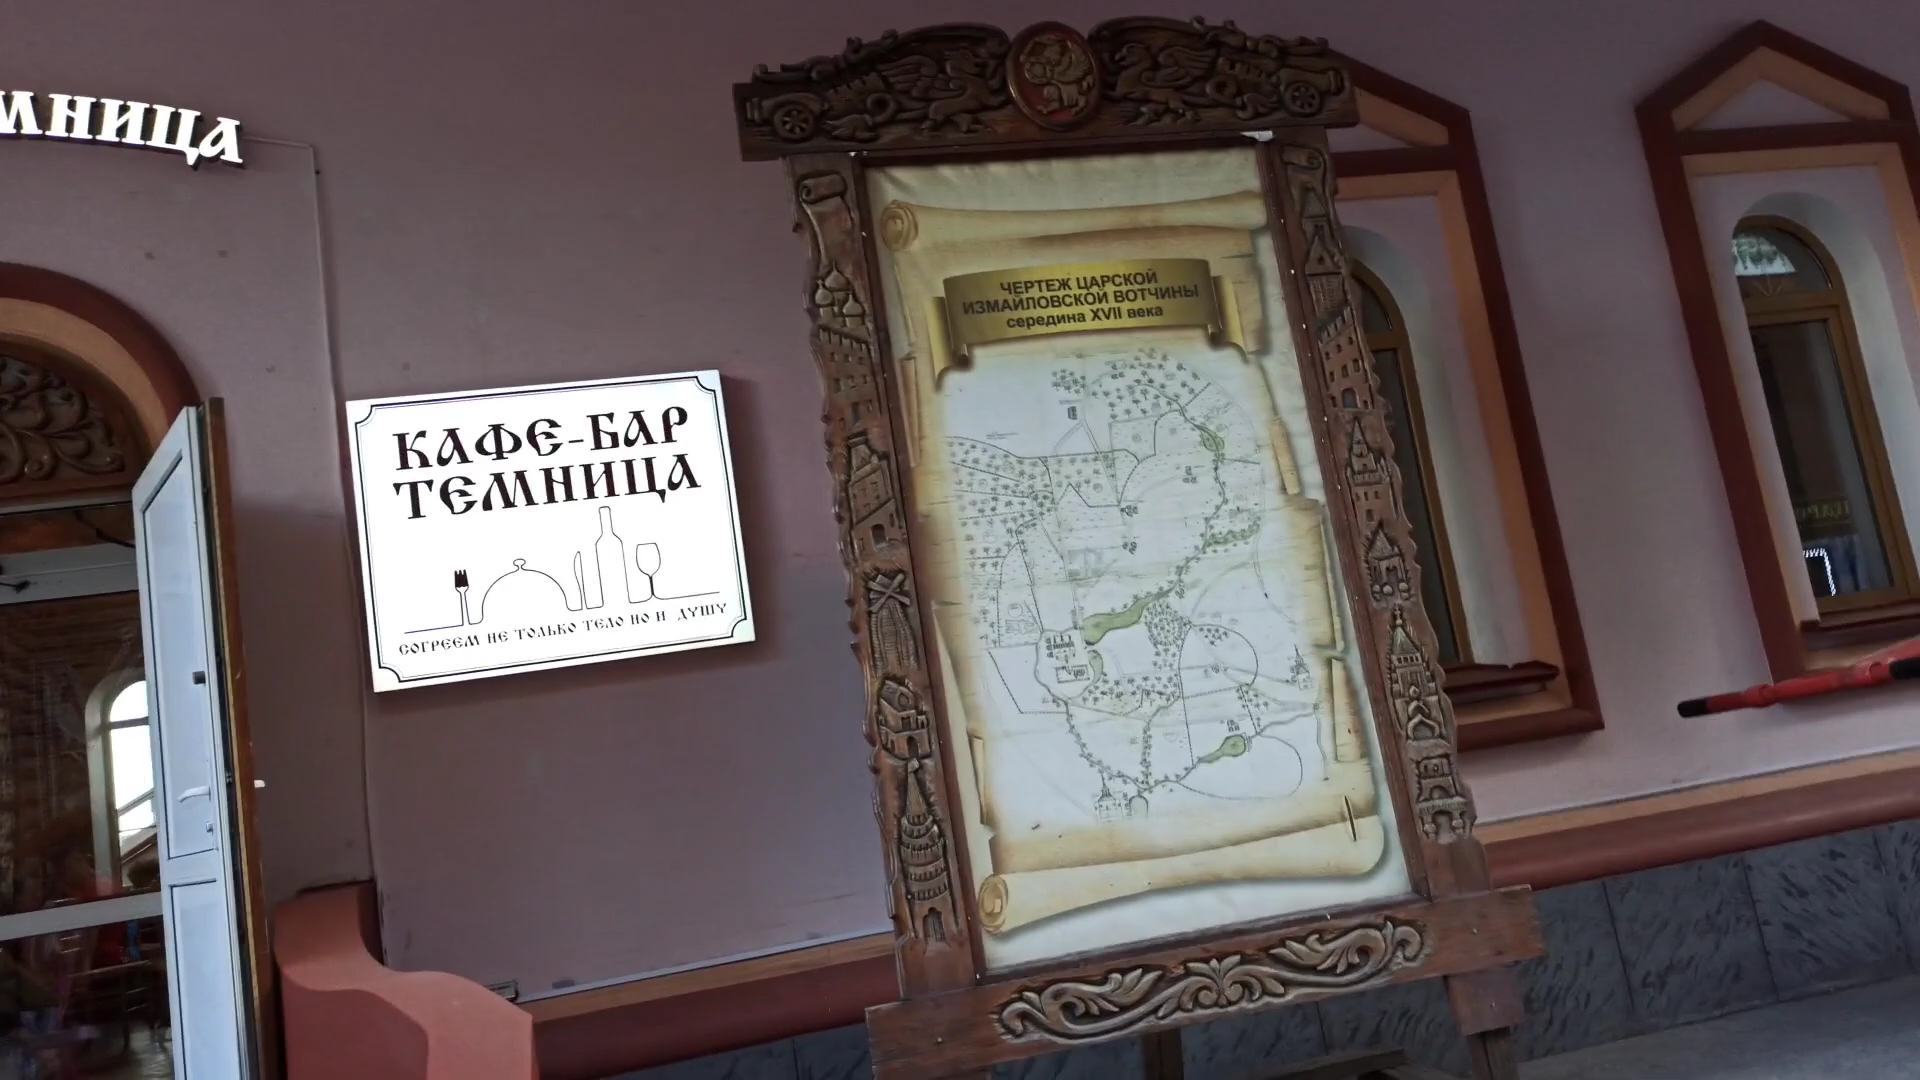 МНИЦА
КАФЕ-БАР
ТЕМНИЦА
СОГРЕЕМ НЕ ТОЛЬКО ТЕЛО НО И ДУШУ
ЧЕРТЕЖ ЦАРСКОЙ
ИЗМАЙЛОВСКОЙ ВОТЧИНЫ
середина XVII века